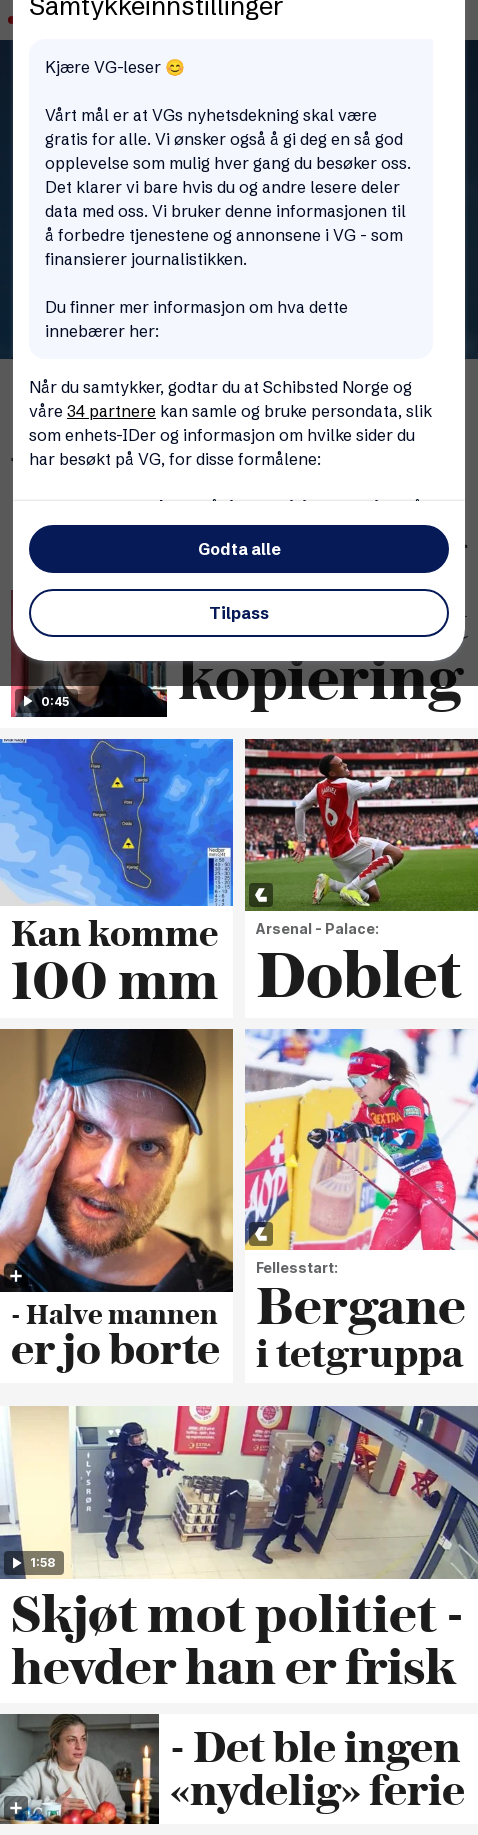 Samtykkeinnstillinger
Kjære VG-leser 😊
Vårt mål er at VGs nyhetsdekning skal være
gratis for alle. Vi ønsker også å gi deg en så god
opplevelse som mulig hver gang du besøker oss.
Det klarer vi bare hvis du og andre lesere deler
data med oss. Vi bruker denne informasjonen til
å forbedre tjenestene og annonsene i VG - som
finansierer journalistikken.
Du finner mer informasjon om hva dette
innebærer her:
Når du samtykker, godtar du at Schibsted Norge og
våre 34 partnere kan samle og bruke persondata, slik
som enhets-IDer og informasjon om hvilke sider du
har besøkt på VG, for disse formålene:
Godta alle
Tilpass
kopiering
0:45
Kan komme
100 mm
GABRIEL
6
Arsenal - Palace:
Doblet
- Halve mannen
er jo borte
Fellesstart:
Bergane
i tetgruppa
LYSRØR
EXTRA
1:58
Skjøt mot politiet -
hevder han er frisk
- Det ble ingen
«nydelig» ferie